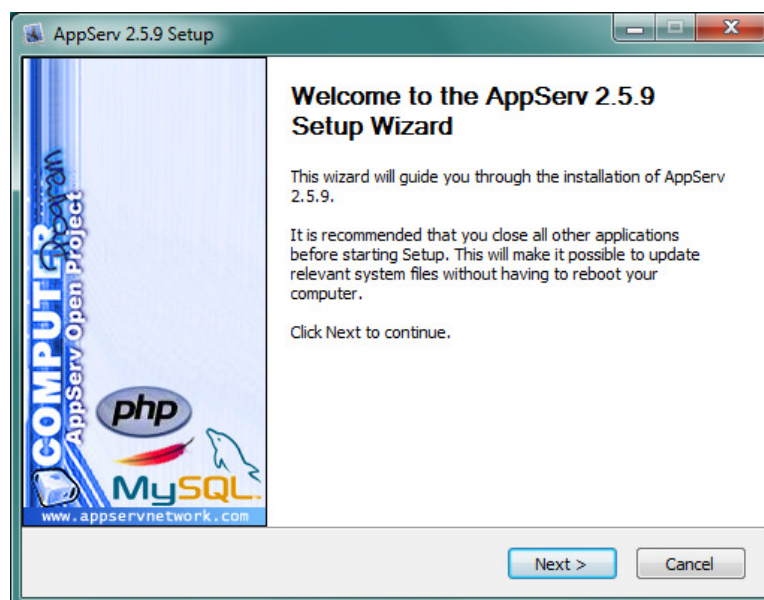 AppServ 2.5.9 Setup
Welcome to the AppServ 2.5.9
Setup Wizard
This wizard will guide you through the installation of AppServ
2.5.9.
It is recommended that you close all other applications
before starting Setup. This will make it possible to update
relevant system files without having to reboot your
computer.
Click Next to continue.
COMPUTER
Program
AppServ Open Project
php
MySQL
www.appservnetwork.com
Next >
Cancel